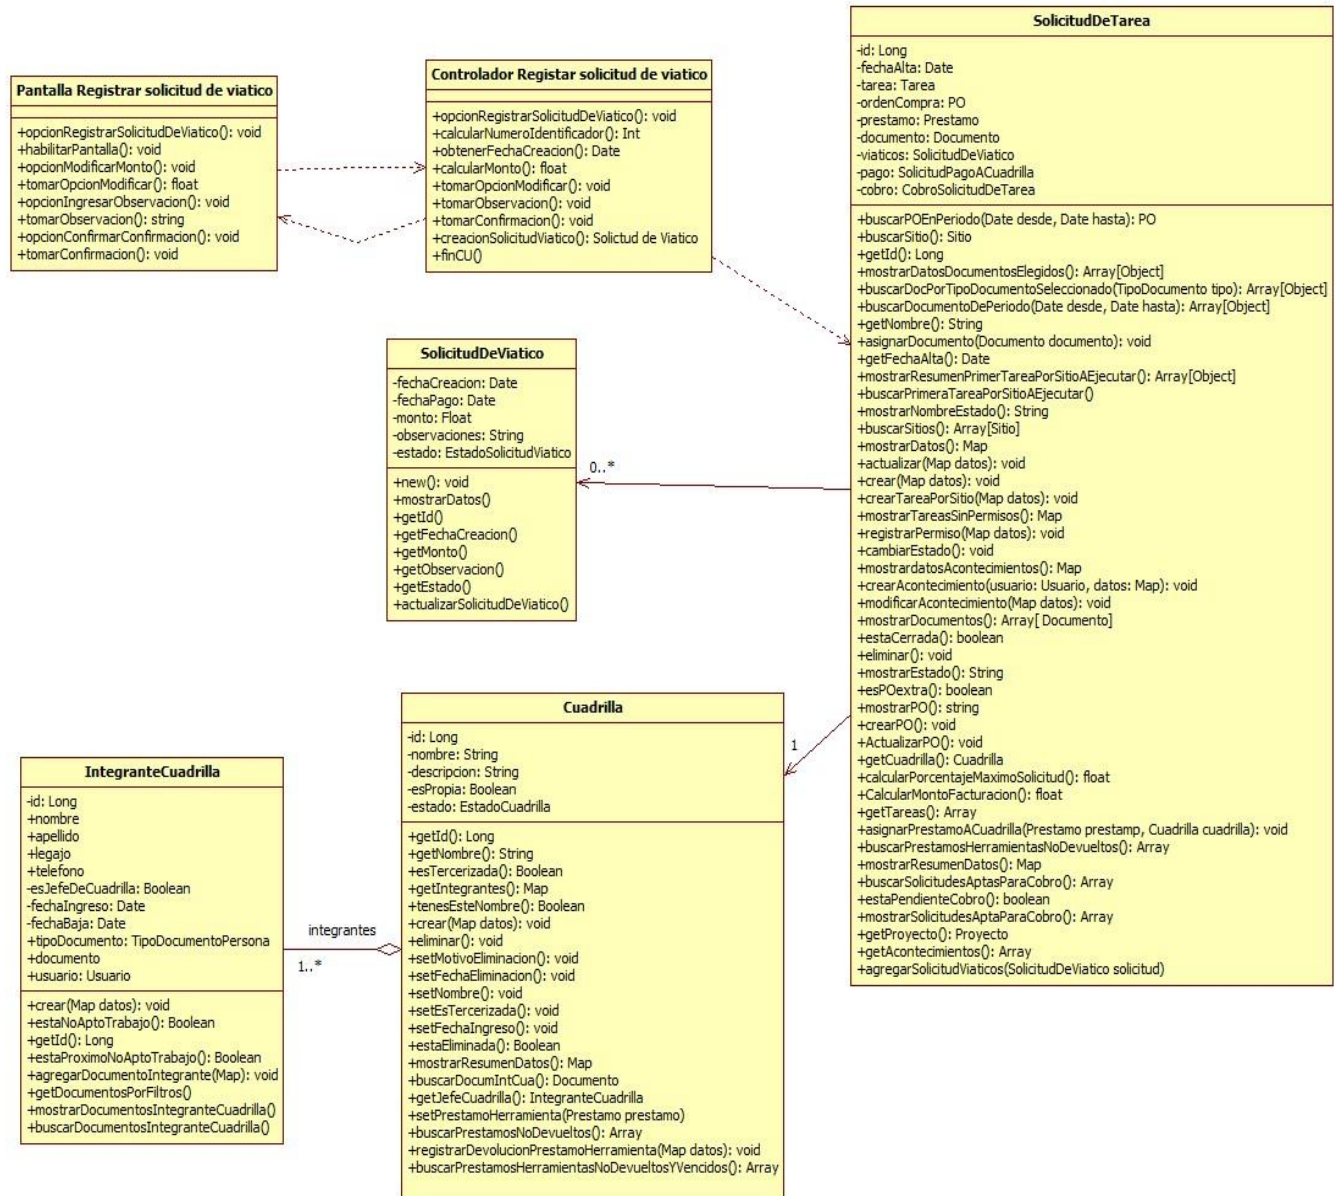 Pantalla Registrar solicitud de viatico
+opcionRegistrarSolicitudDeViatico(): void
+habilitarPantalla(): void
+opcionModificarMonto(): void
+tomarOpcionModificar(): float
+opcionIngresarObservacion(): void
+tomarObservacion(): string
+opcionConfirmarConfirmacion(): void
+tomarConfirmacion(): void
Controlador Registar solicitud de viatico
+opcionRegistrarSolicitudDeViatico(): void
+calcularNumeroIdentificador(): Int
+obtenerFechaCreacion(): Date
+calcularMonto(): float
+tomarOpcionModificar(): void
+tomarObservacion(): void
+tomarConfirmacion(): void
+creacionSolicitudViatico(): Solictud de Viatico
+finCU()
SolicitudDeTarea
-id: Long
-fechaAlta: Date
-tarea: Tarea
-ordenCompra: PO
-prestamo: Prestamo
-documento: Documento
-viaticos: SolicitudDeViatico
-pago: SolicitudPagoACuadrilla
-cobro: CobroSolicitudDeTarea
+buscarPOEnPeriodo(Date desde, Date hasta): PO
+buscarSitio(): Sitio
+getId(): Long
+mostrarDatosDocumentosElegidos(): Array[Object]
+buscarDocPorTipoDocumentoSeleccionado(TipoDocumento tipo): Array[Object]
+buscarDocumentoDePeriodo(Date desde, Date hasta): Array[Object]
+getNombre(): String
+asignarDocumento(Documento documento): void
+getFechaAlta(): Date
+mostrarResumenPrimerTareaPorSitioAEjecutar(): Array[Object]
+buscarPrimeraTareaPorSitioAEjecutar()
+mostrarNombreEstado(): String
+buscarSitios(): Array[Sitio]
+mostrarDatos(): Map
+actualizar(Map datos): void
+crear(Map datos): void
+crearTareaPorSitio(Map datos): void
+mostrarTareasSinPermisos(): Map
+registrarPermiso(Map datos): void
+cambiarEstado(): void
+mostrardatosAcontecimientos(): Map
+crearAcontecimiento(usuario: Usuario, datos: Map): void
+modificarAcontecimiento(Map datos): void
+mostrarDocumentos(): Array[ Documento]
+estaCerrada(): boolean
+eliminar(): void
+mostrarEstado(): String
+esPOextra(): boolean
+mostrarPO(): string
+crearPO(): void
+ActualizarPO(): void
+getCuadrilla(): Cuadrilla
+calcularPorcentajeMaximoSolicitud(): float
+CalcularMontoFacturacion(): float
+getTareas(): Array
+asignarPrestamoACuadrilla(Prestamo prestamp, Cuadrilla cuadrilla): void
+buscarPrestamosHerramientasNoDevueltos(): Array
+mostrarResumenDatos(): Map
+buscarSolicitudesAptasParaCobro(): Array
+estaPendienteCobro(): boolean
+mostrarSolicitudesAptaParaCobro(): Array
+getProyecto(): Proyecto
+getAcontecimientos(): Array
+agregarSolicitudViaticos(SolicitudDeViatico solicitud)
SolicitudDeViatico
-fechaCreacion: Date
-fechaPago: Date
-monto: Float
-observaciones: String
-estado: EstadoSolicitudViatico
+new(): void
+mostrarDatos()
+getId()
+getFechaCreacion()
+getMonto()
+getObservacion()
+getEstado()
+actualizarSolicitudDeViatico()
0..*
1
Cuadrilla
-id: Long
-nombre: String
-descripcion: String
-esPropia: Boolean
-estado: EstadoCuadrilla
+getId(): Long
+getNombre(): String
+esTercerizada(): Boolean
+getIntegrantes(): Map
+tenesEsteNombre(): Boolean
+crear(Map datos): void
+eliminar(): void
+setMotivoEliminacion(): void
+setFechaEliminacion(): void
+setNombre(): void
+setEsTercerizada(): void
+setFechaIngreso(): void
+estaEliminada(): Boolean
+mostrarResumenDatos(): Map
+buscarDocumIntCua(): Documento
+getJefeCuadrilla(): IntegranteCuadrilla
+setPrestamoHerramienta(Prestamo prestamo)
+buscarPrestamosNoDevueltos(): Array
+registrarDevolucionPrestamoHerramienta(Map datos): void
+buscarPrestamosHerramientasNoDevueltosYVencidos(): Array
integrantes
1..*
IntegranteCuadrilla
-id: Long
+nombre
+apellido
+legajo
+telefono
-esJefeDeCuadrilla: Boolean
-fechaIngreso: Date
-fechaBaja: Date
+tipoDocumento: TipoDocumentoPersona
+documento
+usuario: Usuario
+crear(Map datos): void
+estaNoAptoTrabajo(): Boolean
+getId(): Long
+estaProximoNoAptoTrabajo(): Boolean
+agregarDocumentoIntegrante(Map): void
+getDocumentosPorFiltros()
+mostrarDocumentosIntegranteCuadrilla()
+buscarDocumentosIntegranteCuadrilla()